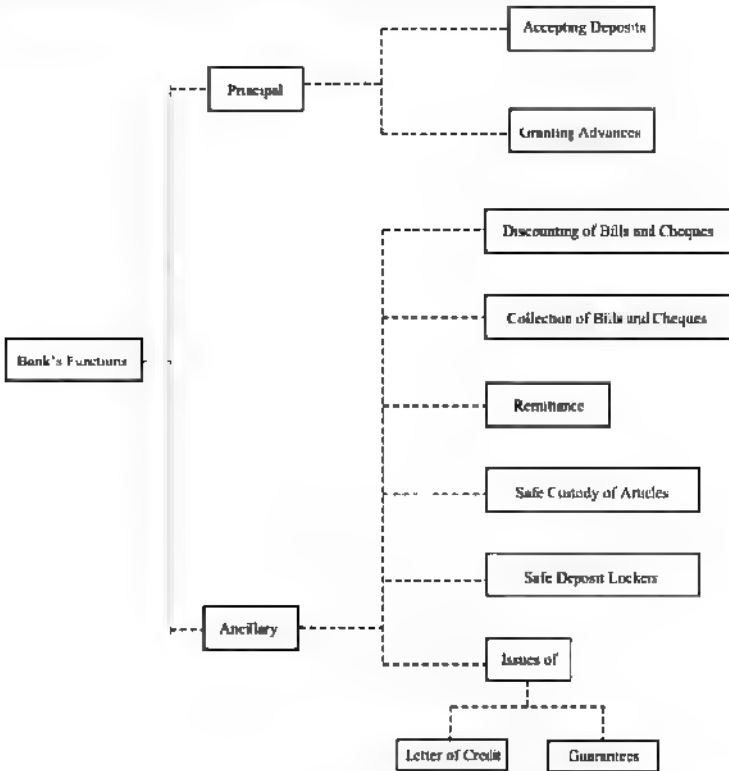 Accepting Deposits
Principal
Granting Advances
Discounting of Bills and Cheques
Collection of Bills and Cheques
Bank's Functions
Remittance
Safe Custody of Articles
Safe Deposit Lockers
Ancillary
Issues of
Letter of Credit
Guarantees